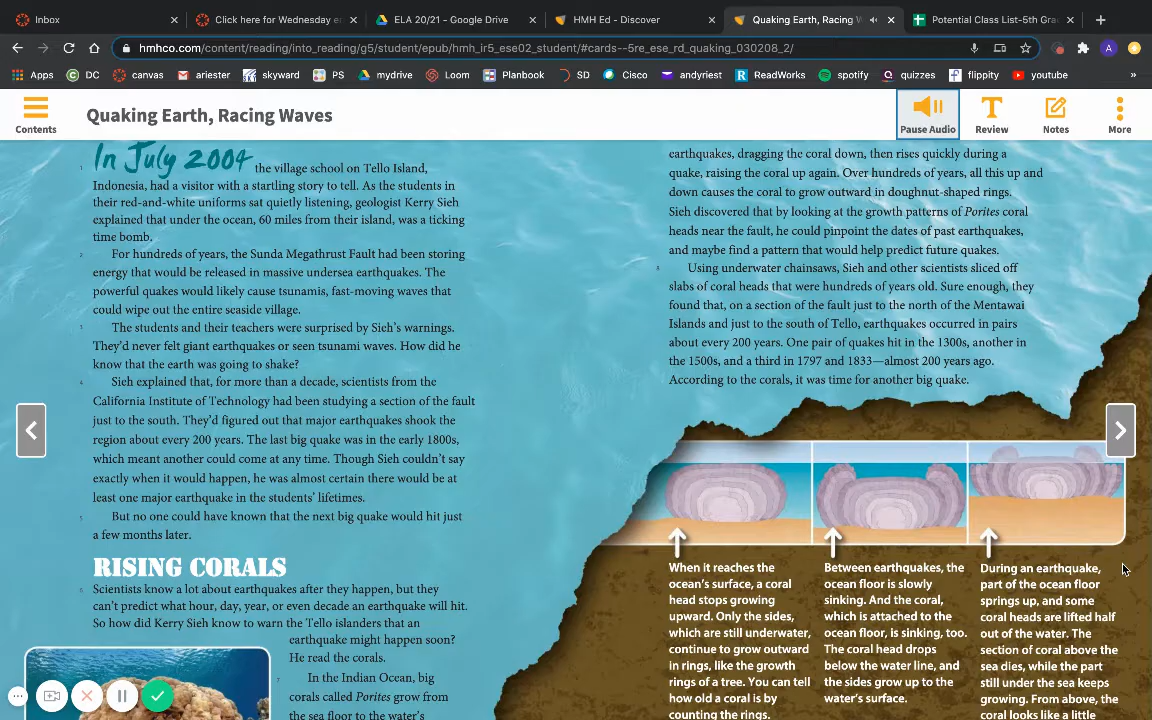 Inbox
Click here for Wednesday e
ELA 20/21 - Google Drive
HMH Ed - Discover
Quaking Earth, Racing W
Potential Class List-5th Gra
hmhco.com/content/reading/into_reading/g5/student/epub/hmh_ir5_ese02_student/#cards--5re_ese_rd_quaking_030208_2/
A
Apps
DC
canvas
ariester
skyward
PS
mydrive
Loom
Planbook
SD
Cisco
andyriest
ReadWorks
spotify
quizzes
flippity
youtube
»
Contents
Quaking Earth, Racing Waves
Pause Audio
Review
Notes
More
1 In July 2004 the village school on Tello Island,
Indonesia, had a visitor with a startling story to tell. As the students in
their red-and-white uniforms sat quietly listening, geologist Kerry Sieh
explained that under the ocean, 60 miles from their island, was a ticking
time bomb.
2 For hundreds of years, the Sunda Megathrust Fault had been storing
energy that would be released in massive undersea earthquakes. The
powerful quakes would likely cause tsunamis, fast-moving waves that
could wipe out the entire seaside village.
3 The students and their teachers were surprised by Sieh's warnings.
They'd never felt giant earthquakes or seen tsunami waves. How did he
know that the earth was going to shake?
4 Sieh explained that, for more than a decade, scientists from the
California Institute of Technology had been studying a section of the fault
just to the south. They'd figured out that major earthquakes shook the
region about every 200 years. The last big quake was in the early 1800s,
which meant another could come at any time. Though Sieh couldn't say
exactly when it would happen, he was almost certain there would be at
least one major earthquake in the students' lifetimes.
5 But no one could have known that the next big quake would hit just
a few months later.
RISING CORALS
6 Scientists know a lot about earthquakes after they happen, but they
can't predict what hour, day, year, or even decade an earthquake will hit.
So how did Kerry Sieh know to warn the Tello islanders that an
earthquake might happen soon?
He read the corals.
7 In the Indian Ocean, big
corals called Porites grow from
the sea floor to the water's
earthquakes, dragging the coral down, then rises quickly during a
quake, raising the coral up again. Over hundreds of years, all this up and
down causes the coral to grow outward in doughnut-shaped rings.
Sieh discovered that by looking at the growth patterns of Porites coral
heads near the fault, he could pinpoint the dates of past earthquakes,
and maybe find a pattern that would help predict future quakes.
8 Using underwater chainsaws, Sieh and other scientists sliced off
slabs of coral heads that were hundreds of years old. Sure enough, they
found that, on a section of the fault just to the north of the Mentawai
Islands and just to the south of Tello, earthquakes occurred in pairs
about every 200 years. One pair of quakes hit in the 1300s, another in
the 1500s, and a third in 1797 and 1833—almost 200 years ago.
According to the corals, it was time for another big quake.
When it reaches the
ocean's surface, a coral
head stops growing
upward. Only the sides,
which are still underwater,
continue to grow outward
in rings, like the growth
rings of a tree. You can tell
how old a coral is by
counting the rings.
Between earthquakes, the
ocean floor is slowly
sinking. And the coral,
which is attached to the
ocean floor, is sinking, too.
The coral head drops
below the water line, and
the sides grow up to the
water's surface.
During an earthquake,
part of the ocean floor
springs up, and some
coral heads are lifted half
out of the water. The
section of coral above the
sea dies, while the part
still under the sea keeps
growing. From above, the
coral looks like a little